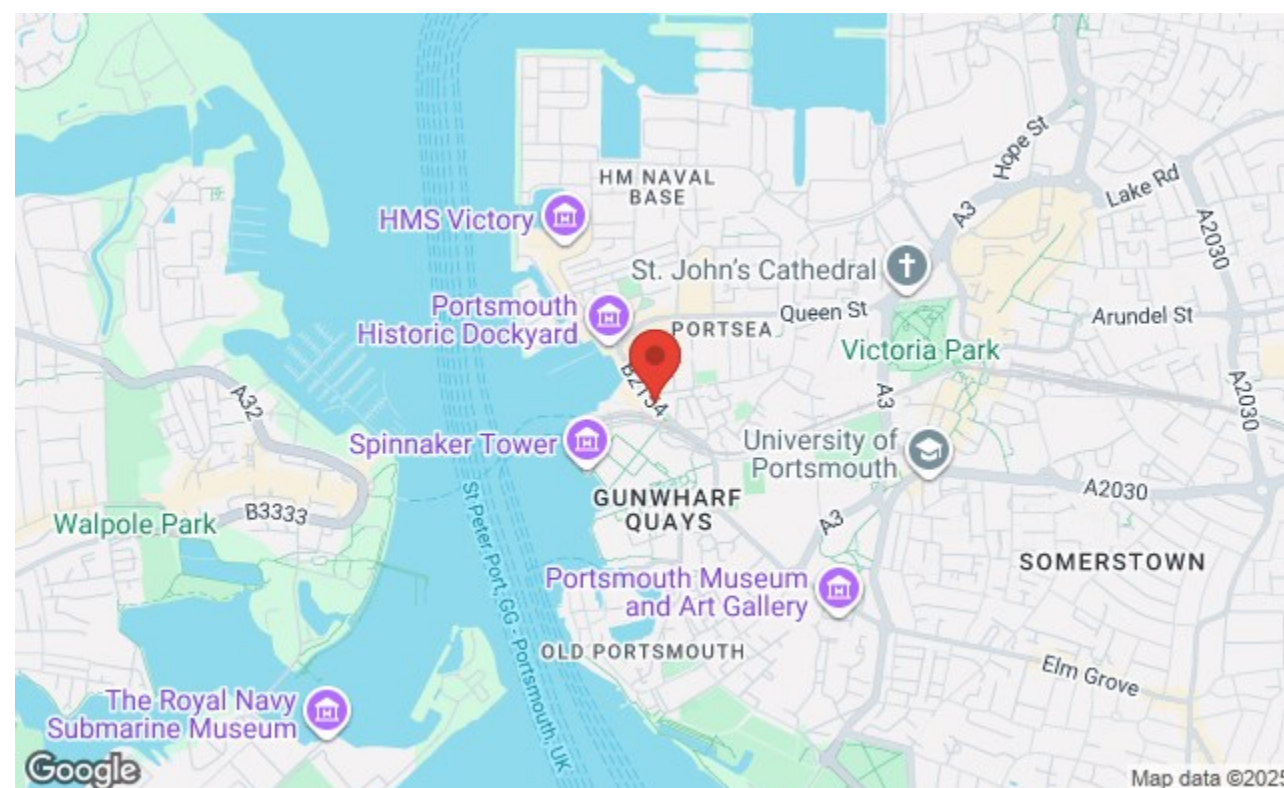 Hope St
Lake Rd
HM NAVAL
BASE
A3
A2030
HMS Victory
St. John's Cathedral
Portsmouth
Historic Dockyard
Queen St
PORTSEA
Arundel St
Victoria Park
B2154
A32
A3
A2030
Spinnaker Tower
University of
Portsmouth
A2030
GUNWHARF
QUAYS
B3333
Walpole Park
A3
SOMERSTOWN
St Peter Port, GG - Portsmouth, UK
Portsmouth Museum
and Art Gallery
OLD PORTSMOUTH
Elm Grove
The Royal Navy
Submarine Museum
Google
Map data ©2025